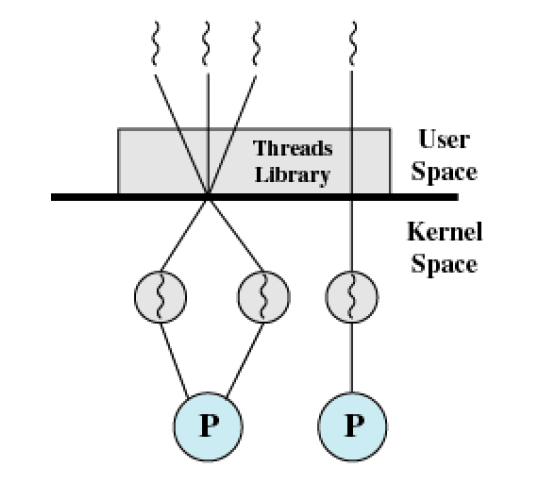 Threads
Library
User
Space
Kernel
Space
P
P